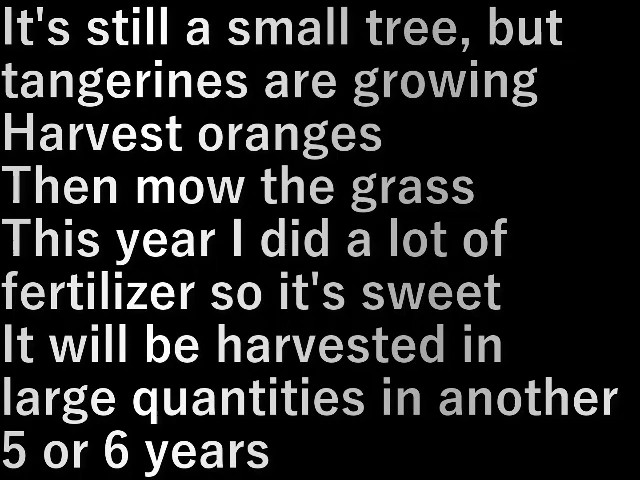 It's still a small tree, but
tangerines are growing
Harvest oranges
Then mow the grass
This year I did a lot of
fertilizer so it's sweet
It will be harvested in
large quantities in another
5 or 6 years